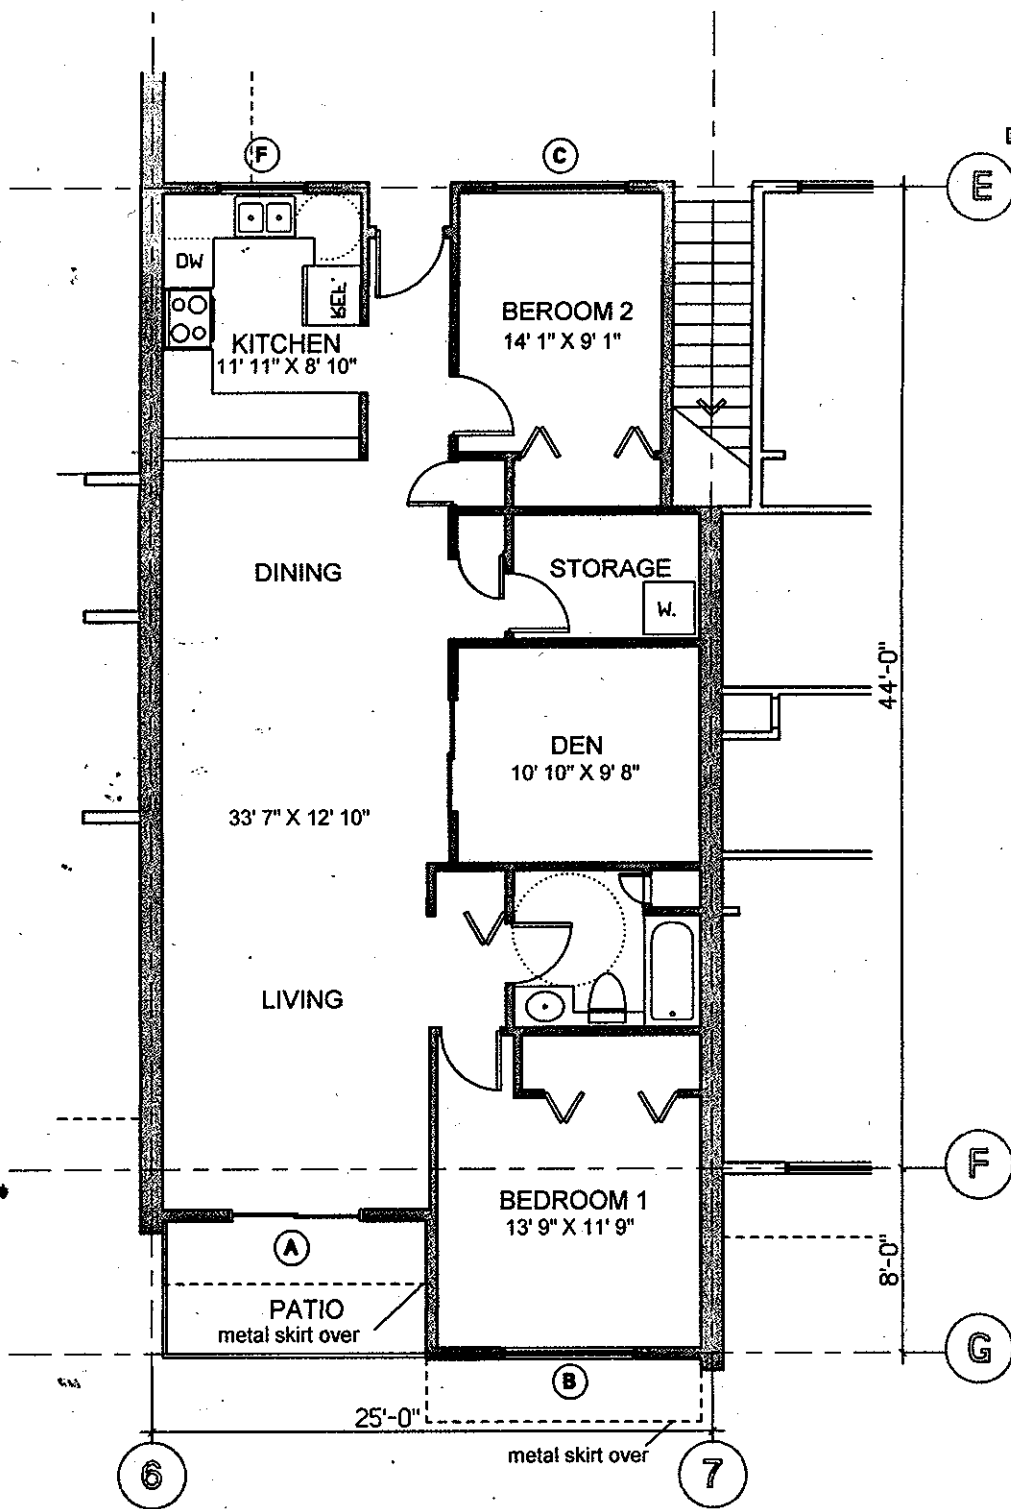 F
C
E
DW
REF.
KITCHEN
11' 11" X 8' 10"
BEROOM 2
14' 1" X 9' 1"
DINING
STORAGE
W.
44'-0"
DEN
10' 10" X 9' 8"
33' 7" X 12' 10"
LIVING
F
BEDROOM 1
13' 9" X 11' 9"
A
8'-0"
PATIO
metal skirt over
G
B
25'-0"
metal skirt over
6
7